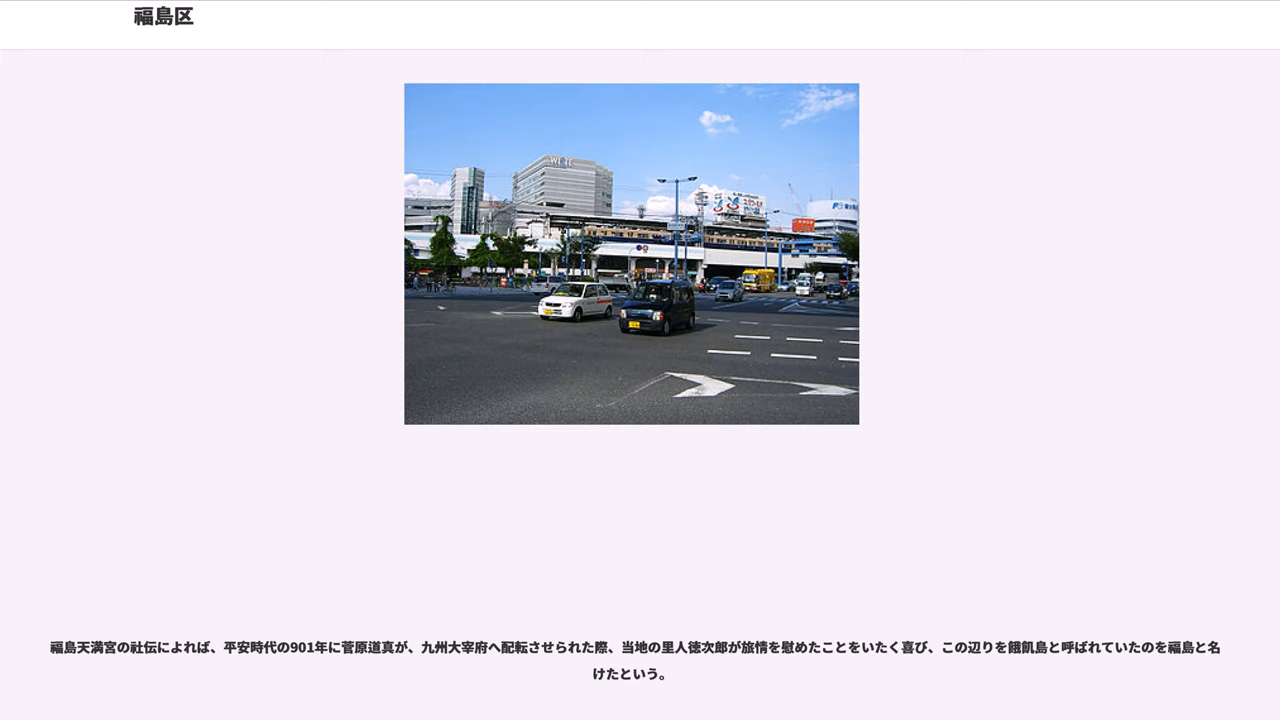 福島区
福島天満宮の社伝によれば、平安時代の901年に菅原道真が、九州大宰府へ配転させられた際、当地の里人徳次郎が旅情を慰めたことをいたく喜び、この辺りを餓飢島と呼ばれていたのを福島と名
けたという。